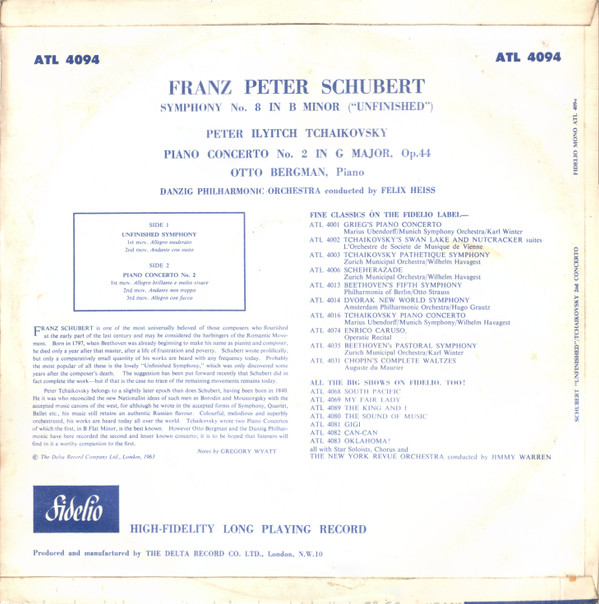 ATL 4094
ATL 4094
FRANZ PETER SCHUBERT
SYMPHONY No. 8 IN B MINOR ("UNFINISHED")
PETER ILYITCH TCHAIKOVSKY
PIANO CONCERTO No. 2 IN G MAJOR, Op.44
OTTO BERGMAN, Piano
DANZIG PHILHARMONIC ORCHESTRA conducted by FELIX HEISS
SIDE 1
UNFINISHED SYMPHONY
1st mov. Allegro moderato
2nd mov. Andante con moto
SIDE 2
PIANO CONCERTO No. 2
1st mov. Allegro brillante e molto vivace
2nd mov. Andante non troppo
3rd mov. Allegro con fuoco
FRANZ SCHUBERT is one of the most universally beloved of those composers who flourished
at the early part of the last century and may be considered the harbingers of the Romantic Move-
ment. Born in 1797, when Beethoven was already beginning to make his name as pianist and composer,
he died only a year after that master, after a life of frustration and poverty. Schubert wrote prolifically,
but only a comparatively small quantity of his works are heard with any frequency today. Probably
the most popular of all these is the lovely "Unfinished Symphony," which was only discovered some
years after the composer's death. The suggestion has been put forward recently that Schubert did in
fact complete the work—but if that is the case no trace of the remaining movements remains today.
Peter Tchaikovsky belongs to a slightly later epoch than does Schubert, having been born in 1840.
He it was who reconciled the new Nationalist ideas of such men as Borodin and Moussorgsky with the
accepted music canons of the west, for although he wrote in the accepted forms of Symphony, Quartet,
Ballet etc., his music still retains an authentic Russian flavour. Colourful, melodious and superbly
orchestrated, his works are heard today all over the world. Tchaikovsky wrote two Piano Concertos
of which the first, in B Flat Minor, is the best known. However Otto Bergman and the Danzig Philhar-
monic have here recorded the second and lesser known concerto; it is to be hoped that listeners will
find in it a worthy companion to the first.
Notes by GREGORY WYATT
© The Delta Record Company Ltd., London, 1963
FINE CLASSICS ON THE FIDELIO LABEL—
ATL 4001 GRIEG'S PIANO CONCERTO
Marius Ubendorff/Munich Symphony Orchestra/Karl Winter
ATL 4002 TCHAIKOVSKY'S SWAN LAKE AND NUTCRACKER suites
L'Orchestre de Societe de Musique de Vienne
ATL 4003 TCHAIKOVSKY PATHETIQUE SYMPHONY
Zurich Municipal Orchestra/Wilhelm Havagest
ATL 4006 SCHEHERAZADE
Zurich Municipal Orchestra/Wilhelm Havagest
ATL 4013 BEETHOVEN'S FIFTH SYMPHONY
Philharmonia of Berlin/Otto Strauss
ATL 4014 DVORAK NEW WORLD SYMPHONY
Amsterdam Philharmonic Orchestra/Hugo Grautz
ATL 4016 TCHAIKOVSKY PIANO CONCERTO
Marius Ubendorff/Munich Symphony/Wilhelm Havagest
ATL 4074 ENRICO CARUSO,
Operatic Recital
ATL 4035 BEETHOVEN'S PASTORAL SYMPHONY
Zurich Municipal Orchestra/Karl Winter
ATL 4031 CHOPIN'S COMPLETE WALTZES
Auguste du Maurier
ALL THE BIG SHOWS ON FIDELIO, TOO!
ATL 4068 SOUTH PACIFIC
ATL 4069 MY FAIR LADY
ATL 4089 THE KING AND I
ATL 4080 THE SOUND OF MUSIC
ATL 4081 GIGI
ATL 4082 CAN-CAN
ATL 4083 OKLAHOMA!
all with Star Soloists, Chorus and
THE NEW YORK REVUE ORCHESTRA conducted by JIMMY WARREN
FIDELIO MONO ATL 4094
SCHUBERT "UNFINISHED"/TCHAIKOVSKY 2nd CONCERTO
Fidelio
HIGH-FIDELITY LONG PLAYING RECORD
Produced and manufactured by THE DELTA RECORD CO. LTD., London, N.W.10